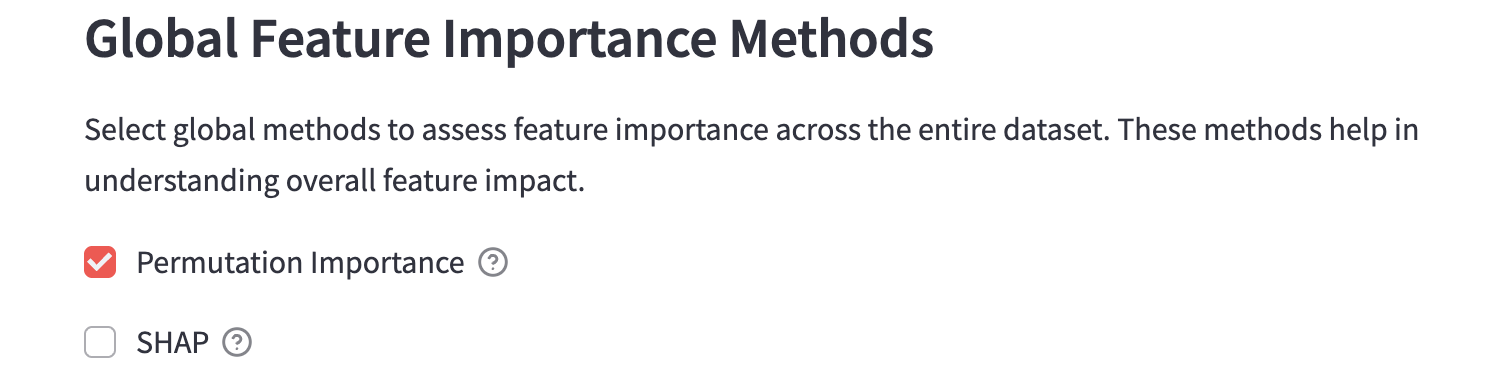 Global Feature Importance Methods
Select global methods to assess feature importance across the entire dataset. These methods help in
understanding overall feature impact.
Permutation Importance ?
SHAP ?